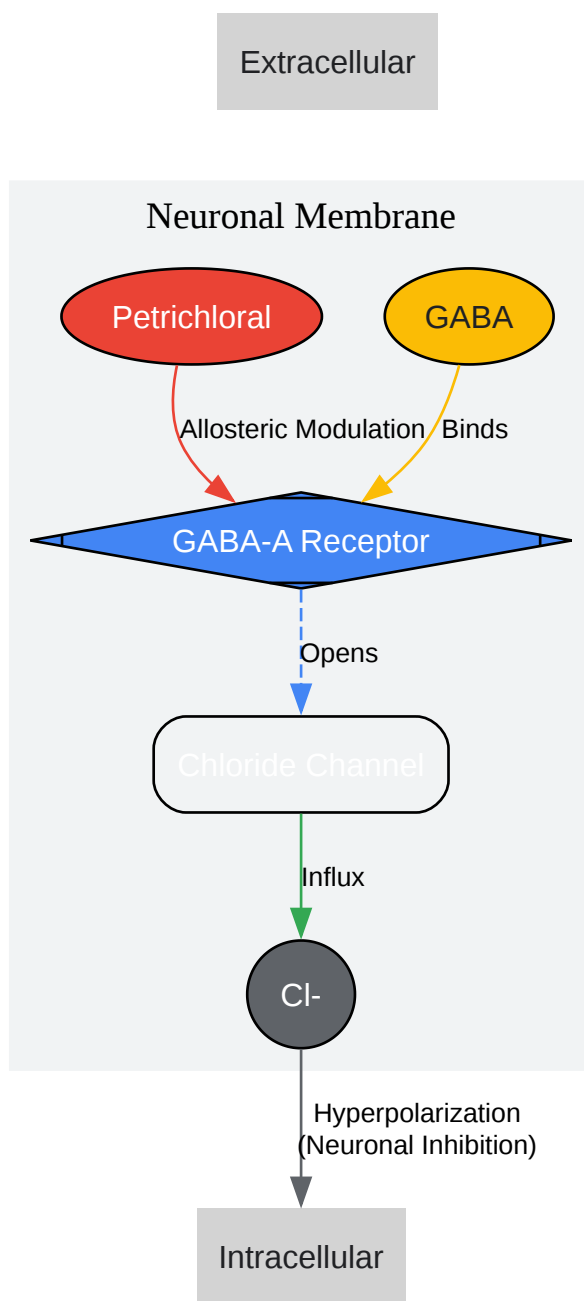 Extracellular
Neuronal Membrane
Petrichloral
GABA
Allosteric Modulation
Binds
GABA-A Receptor
Opens
Chloride Channel
Influx
Cl-
Hyperpolarization
(Neuronal Inhibition)
Intracellular